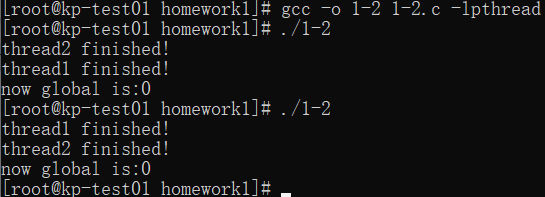 [root@kp-test01 homework1]# gcc -o 1-2 1-2.c -lpthread
[root@kp-test01 homework1]# ./1-2
thread2 finished!
thread1 finished!
now global is:0
[root@kp-test01 homework1]# ./1-2
thread1 finished!
thread2 finished!
now global is:0
[root@kp-test01 homework1]#